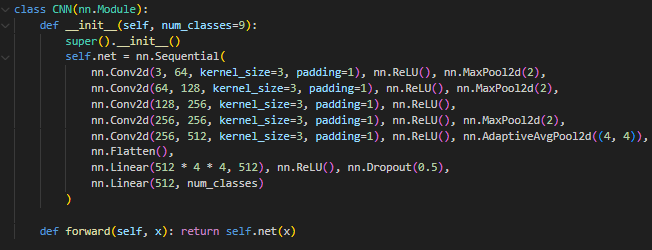 class CNN(nn.Module):
    def __init__(self, num_classes=9):
        super().__init__()
        self.net = nn.Sequential(
            nn.Conv2d(3, 64, kernel_size=3, padding=1), nn.ReLU(), nn.MaxPool2d(2),
            nn.Conv2d(64, 128, kernel_size=3, padding=1), nn.ReLU(), nn.MaxPool2d(2),
            nn.Conv2d(128, 256, kernel_size=3, padding=1), nn.ReLU(),
            nn.Conv2d(256, 256, kernel_size=3, padding=1), nn.ReLU(), nn.MaxPool2d(2),
            nn.Conv2d(256, 512, kernel_size=3, padding=1), nn.ReLU(), nn.AdaptiveAvgPool2d((4, 4)),
            nn.Flatten(),
            nn.Linear(512 * 4 * 4, 512), nn.ReLU(), nn.Dropout(0.5),
            nn.Linear(512, num_classes)
        )
    def forward(self, x): return self.net(x)